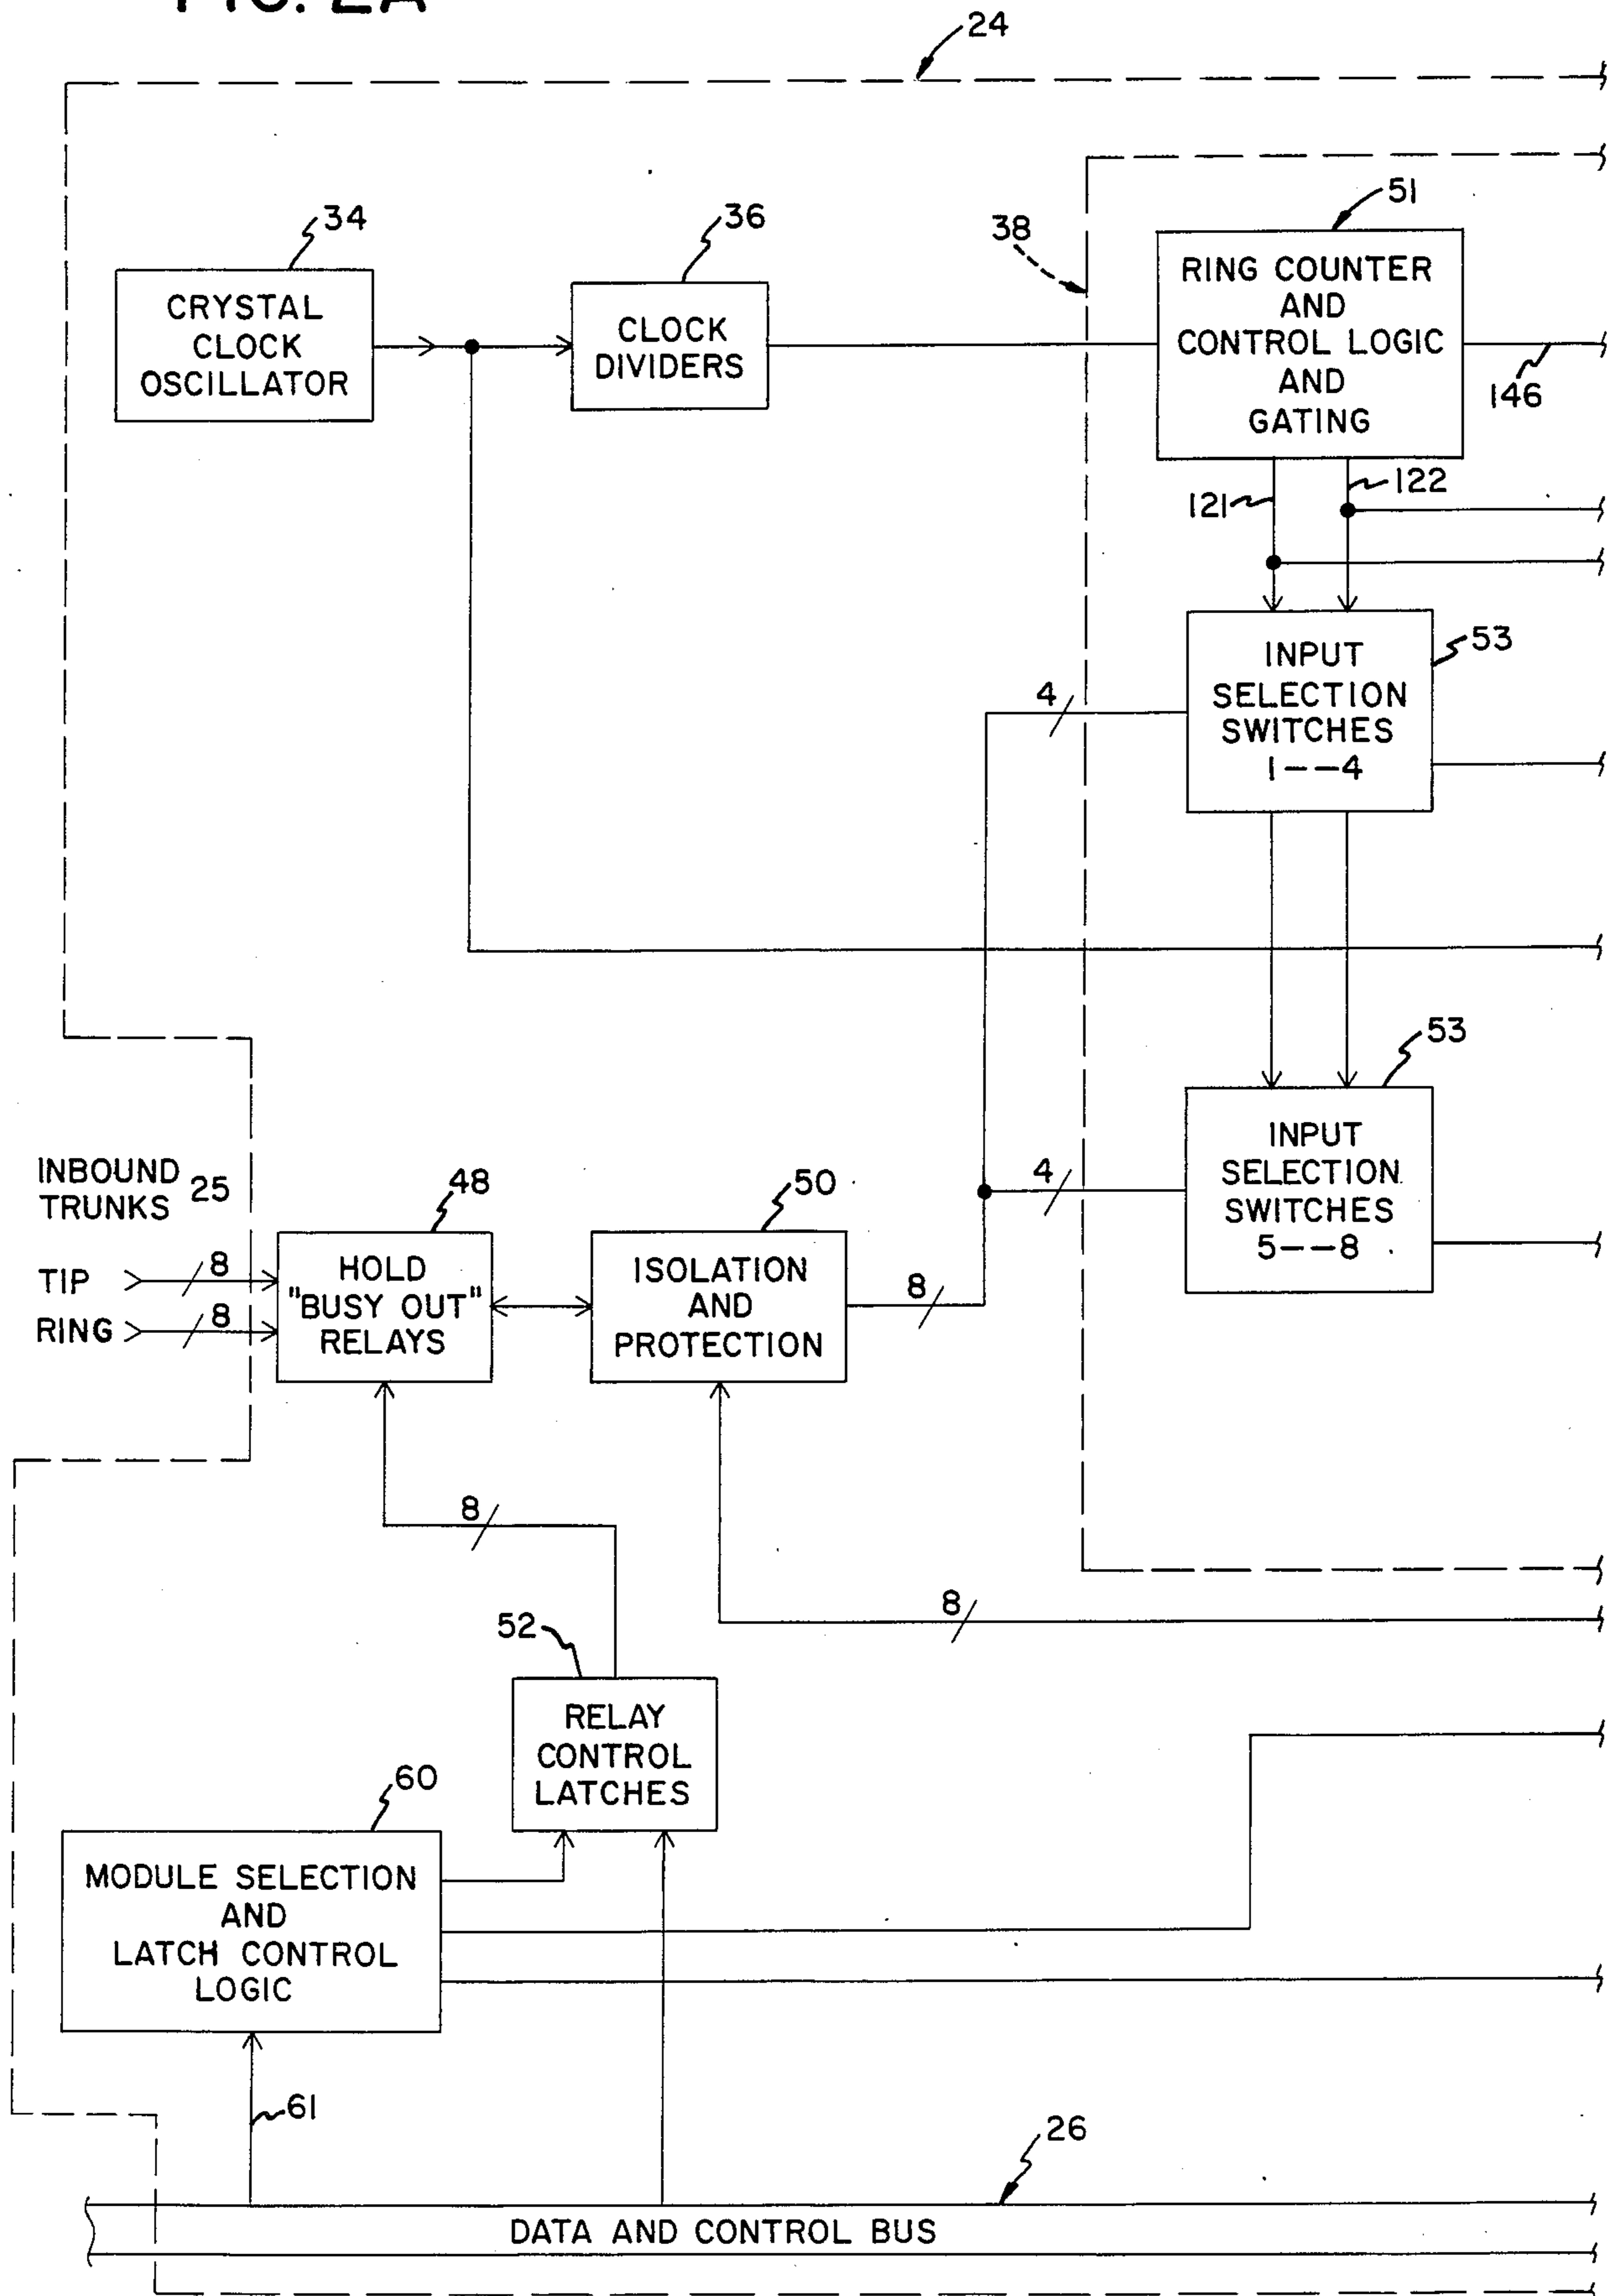 FIG. 2A
24
34
CRYSTAL
CLOCK
OSCILLATOR
36
CLOCK
DIVIDERS
38
51
RING COUNTER
AND
CONTROL LOGIC
AND
GATING
146
121
122
53
INPUT
SELECTION
SWITCHES
1---4
4
53
INPUT
SELECTION
SWITCHES
5---8
4
INBOUND
TRUNKS 25
TIP
8
RING
8
48
HOLD
"BUSY OUT"
RELAYS
50
ISOLATION
AND
PROTECTION
8
8
8
52
RELAY
CONTROL
LATCHES
60
MODULE SELECTION
AND
LATCH CONTROL
LOGIC
61
26
DATA AND CONTROL BUS